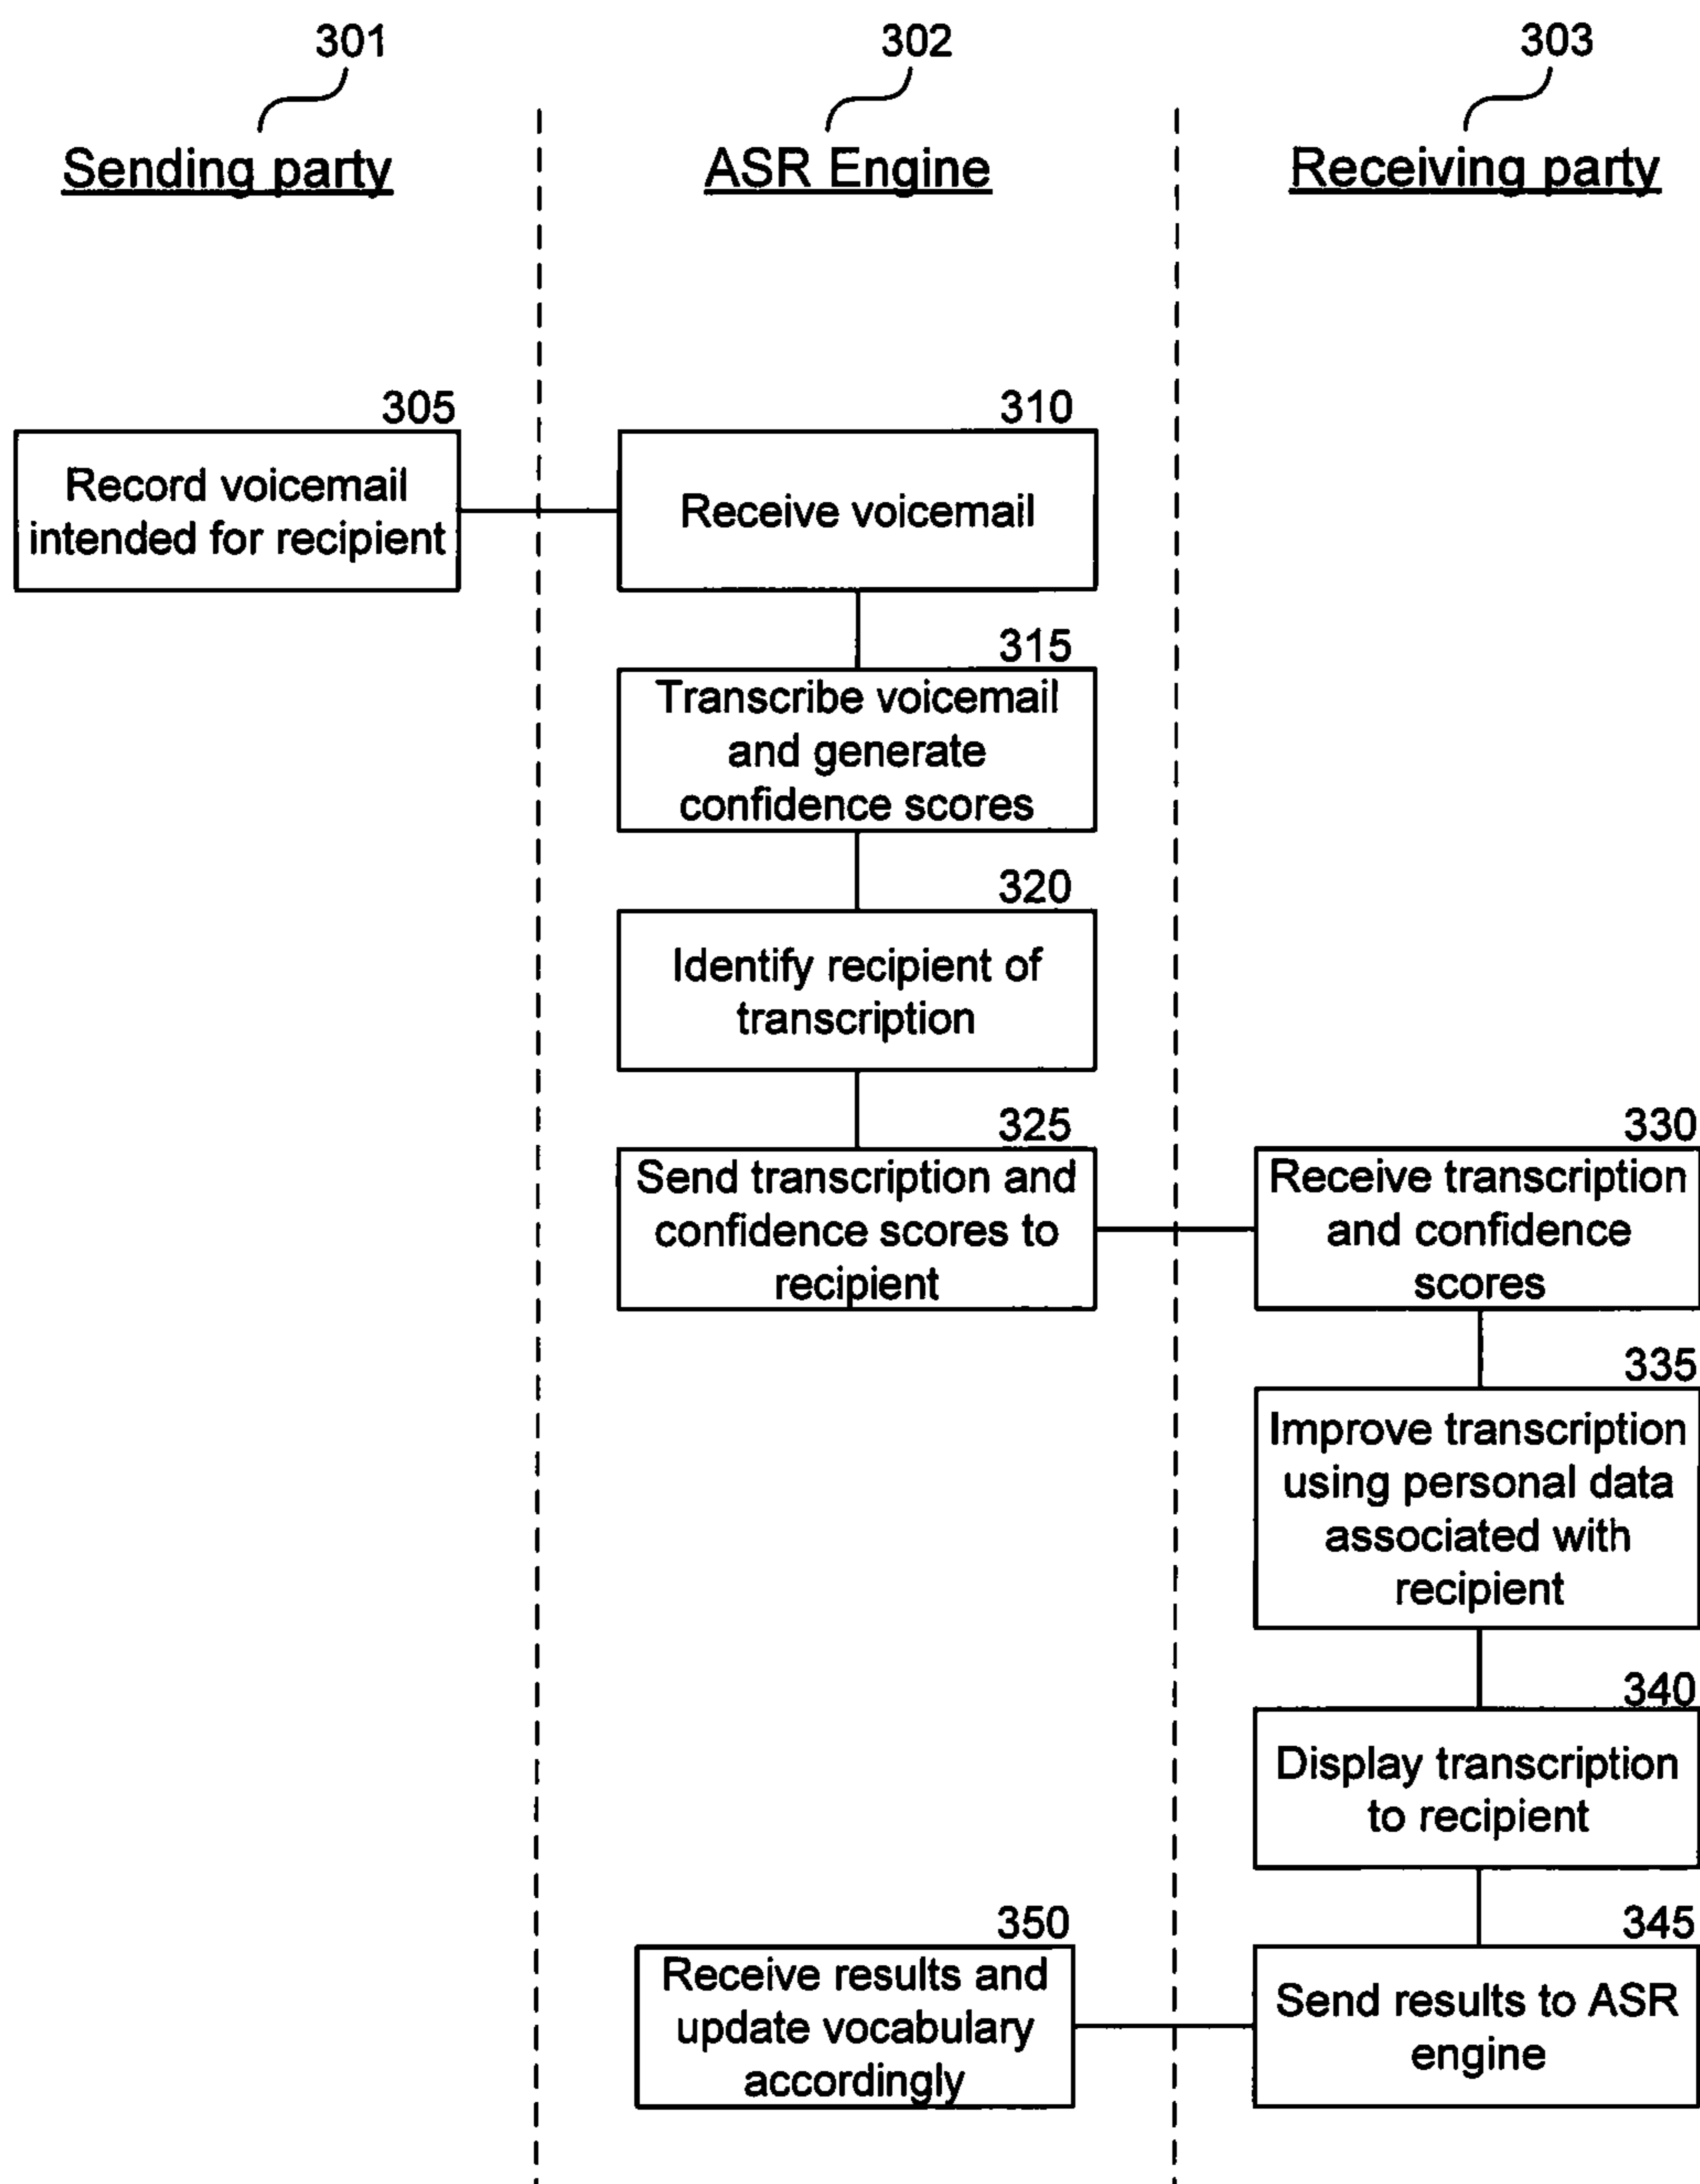 301
302
303
Sending party
ASR Engine
Receiving party
305
Record voicemail
intended for recipient
310
Receive voicemail
315
Transcribe voicemail
and generate
confidence scores
320
Identify recipient of
transcription
325
Send transcription and
confidence scores to
recipient
330
Receive transcription
and confidence
scores
335
Improve transcription
using personal data
associated with
recipient
340
Display transcription
to recipient
345
Send results to ASR
engine
350
Receive results and
update vocabulary
accordingly